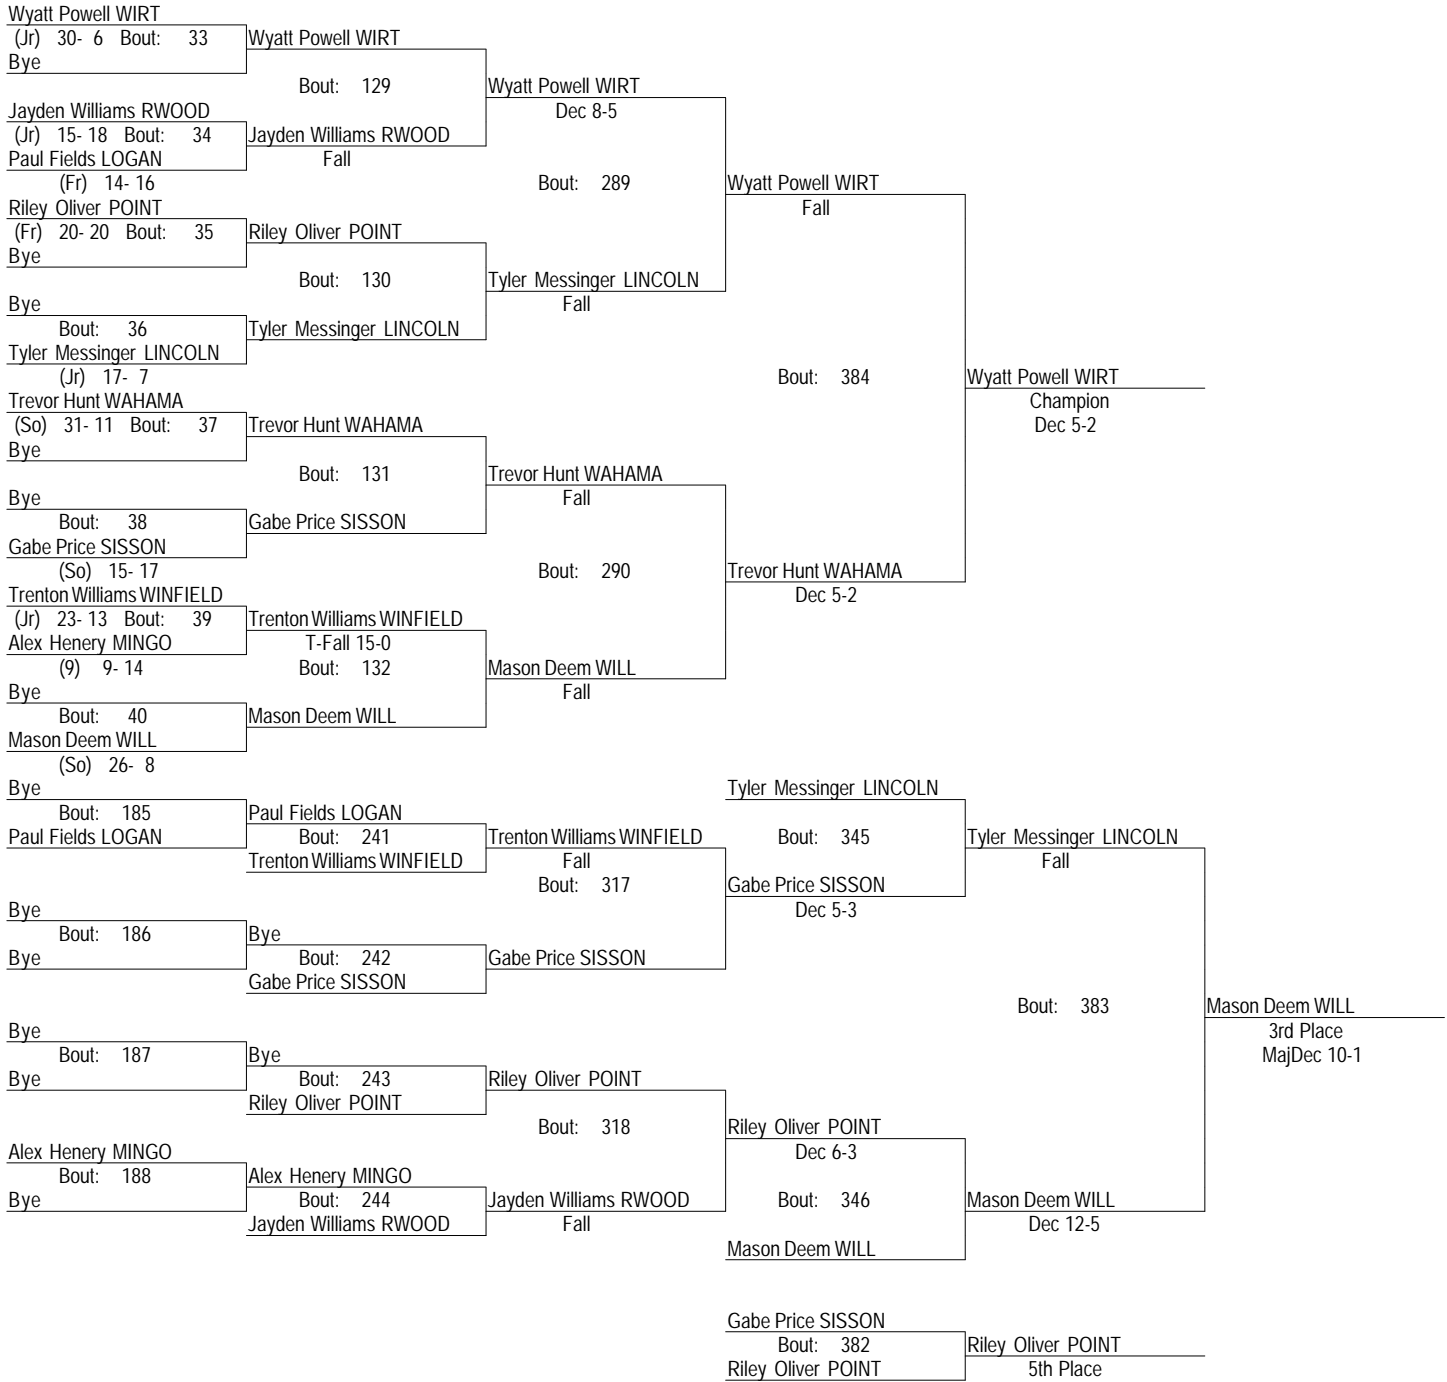 Wyatt Powell WIRT
(Jr) 30- 6 Bout: 33 Wyatt Powell WIRT
Bye
Bout: 129 Wyatt Powell WIRT
Jayden Williams RWOOD Dec 8-5
(Jr) 15- 18 Bout: 34 Jayden Williams RWOOD
Paul Fields LOGAN Fall
(Fr) 14- 16 Bout: 289 Wyatt Powell WIRT
Riley Oliver POINT Fall
(Fr) 20- 20 Bout: 35 Riley Oliver POINT
Bye
Bout: 130 Tyler Messinger LINCOLN
Bye Fall
Bout: 36 Tyler Messinger LINCOLN
Tyler Messinger LINCOLN
(Jr) 17- 7 Bout: 384 Wyatt Powell WIRT
Trevor Hunt WAHAMA Champion
(So) 31- 11 Bout: 37 Trevor Hunt WAHAMA Dec 5-2
Bye
Bout: 131 Trevor Hunt WAHAMA
Bye Fall
Bout: 38 Gabe Price SISSON
Gabe Price SISSON
(So) 15- 17 Bout: 290 Trevor Hunt WAHAMA
Trenton Williams WINFIELD Dec 5-2
(Jr) 23- 13 Bout: 39 Trenton Williams WINFIELD
Alex Henery MINGO T-Fall 15-0
(9) 9- 14 Bout: 132 Mason Deem WILL
Bye Fall
Bout: 40 Mason Deem WILL
Mason Deem WILL
(So) 26- 8
Bye Tyler Messinger LINCOLN
Bout: 185 Paul Fields LOGAN
Paul Fields LOGAN Bout: 241 Trenton Williams WINFIELD Bout: 345 Tyler Messinger LINCOLN
Trenton Williams WINFIELD Fall Fall
Bout: 317 Gabe Price SISSON
Bye Dec 5-3
Bout: 186 Bye
Bye Bout: 242 Gabe Price SISSON
Gabe Price SISSON
Bout: 383 Mason Deem WILL
Bye 3rd Place
Bout: 187 Bye MajDec 10-1
Bye Bout: 243 Riley Oliver POINT
Riley Oliver POINT
Bout: 318 Riley Oliver POINT
Alex Henery MINGO Dec 6-3
Bout: 188 Alex Henery MINGO
Bye Bout: 244 Jayden Williams RWOOD Bout: 346 Mason Deem WILL
Jayden Williams RWOOD Fall Dec 12-5
Mason Deem WILL
Gabe Price SISSON
Bout: 382 Riley Oliver POINT
Riley Oliver POINT 5th Place